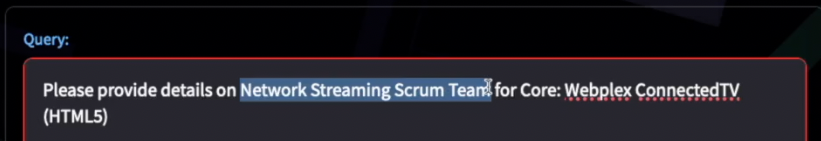 Query:
Please provide details on Network Streaming Scrum Team for Core: Webplex ConnectedTV
(HTML5)